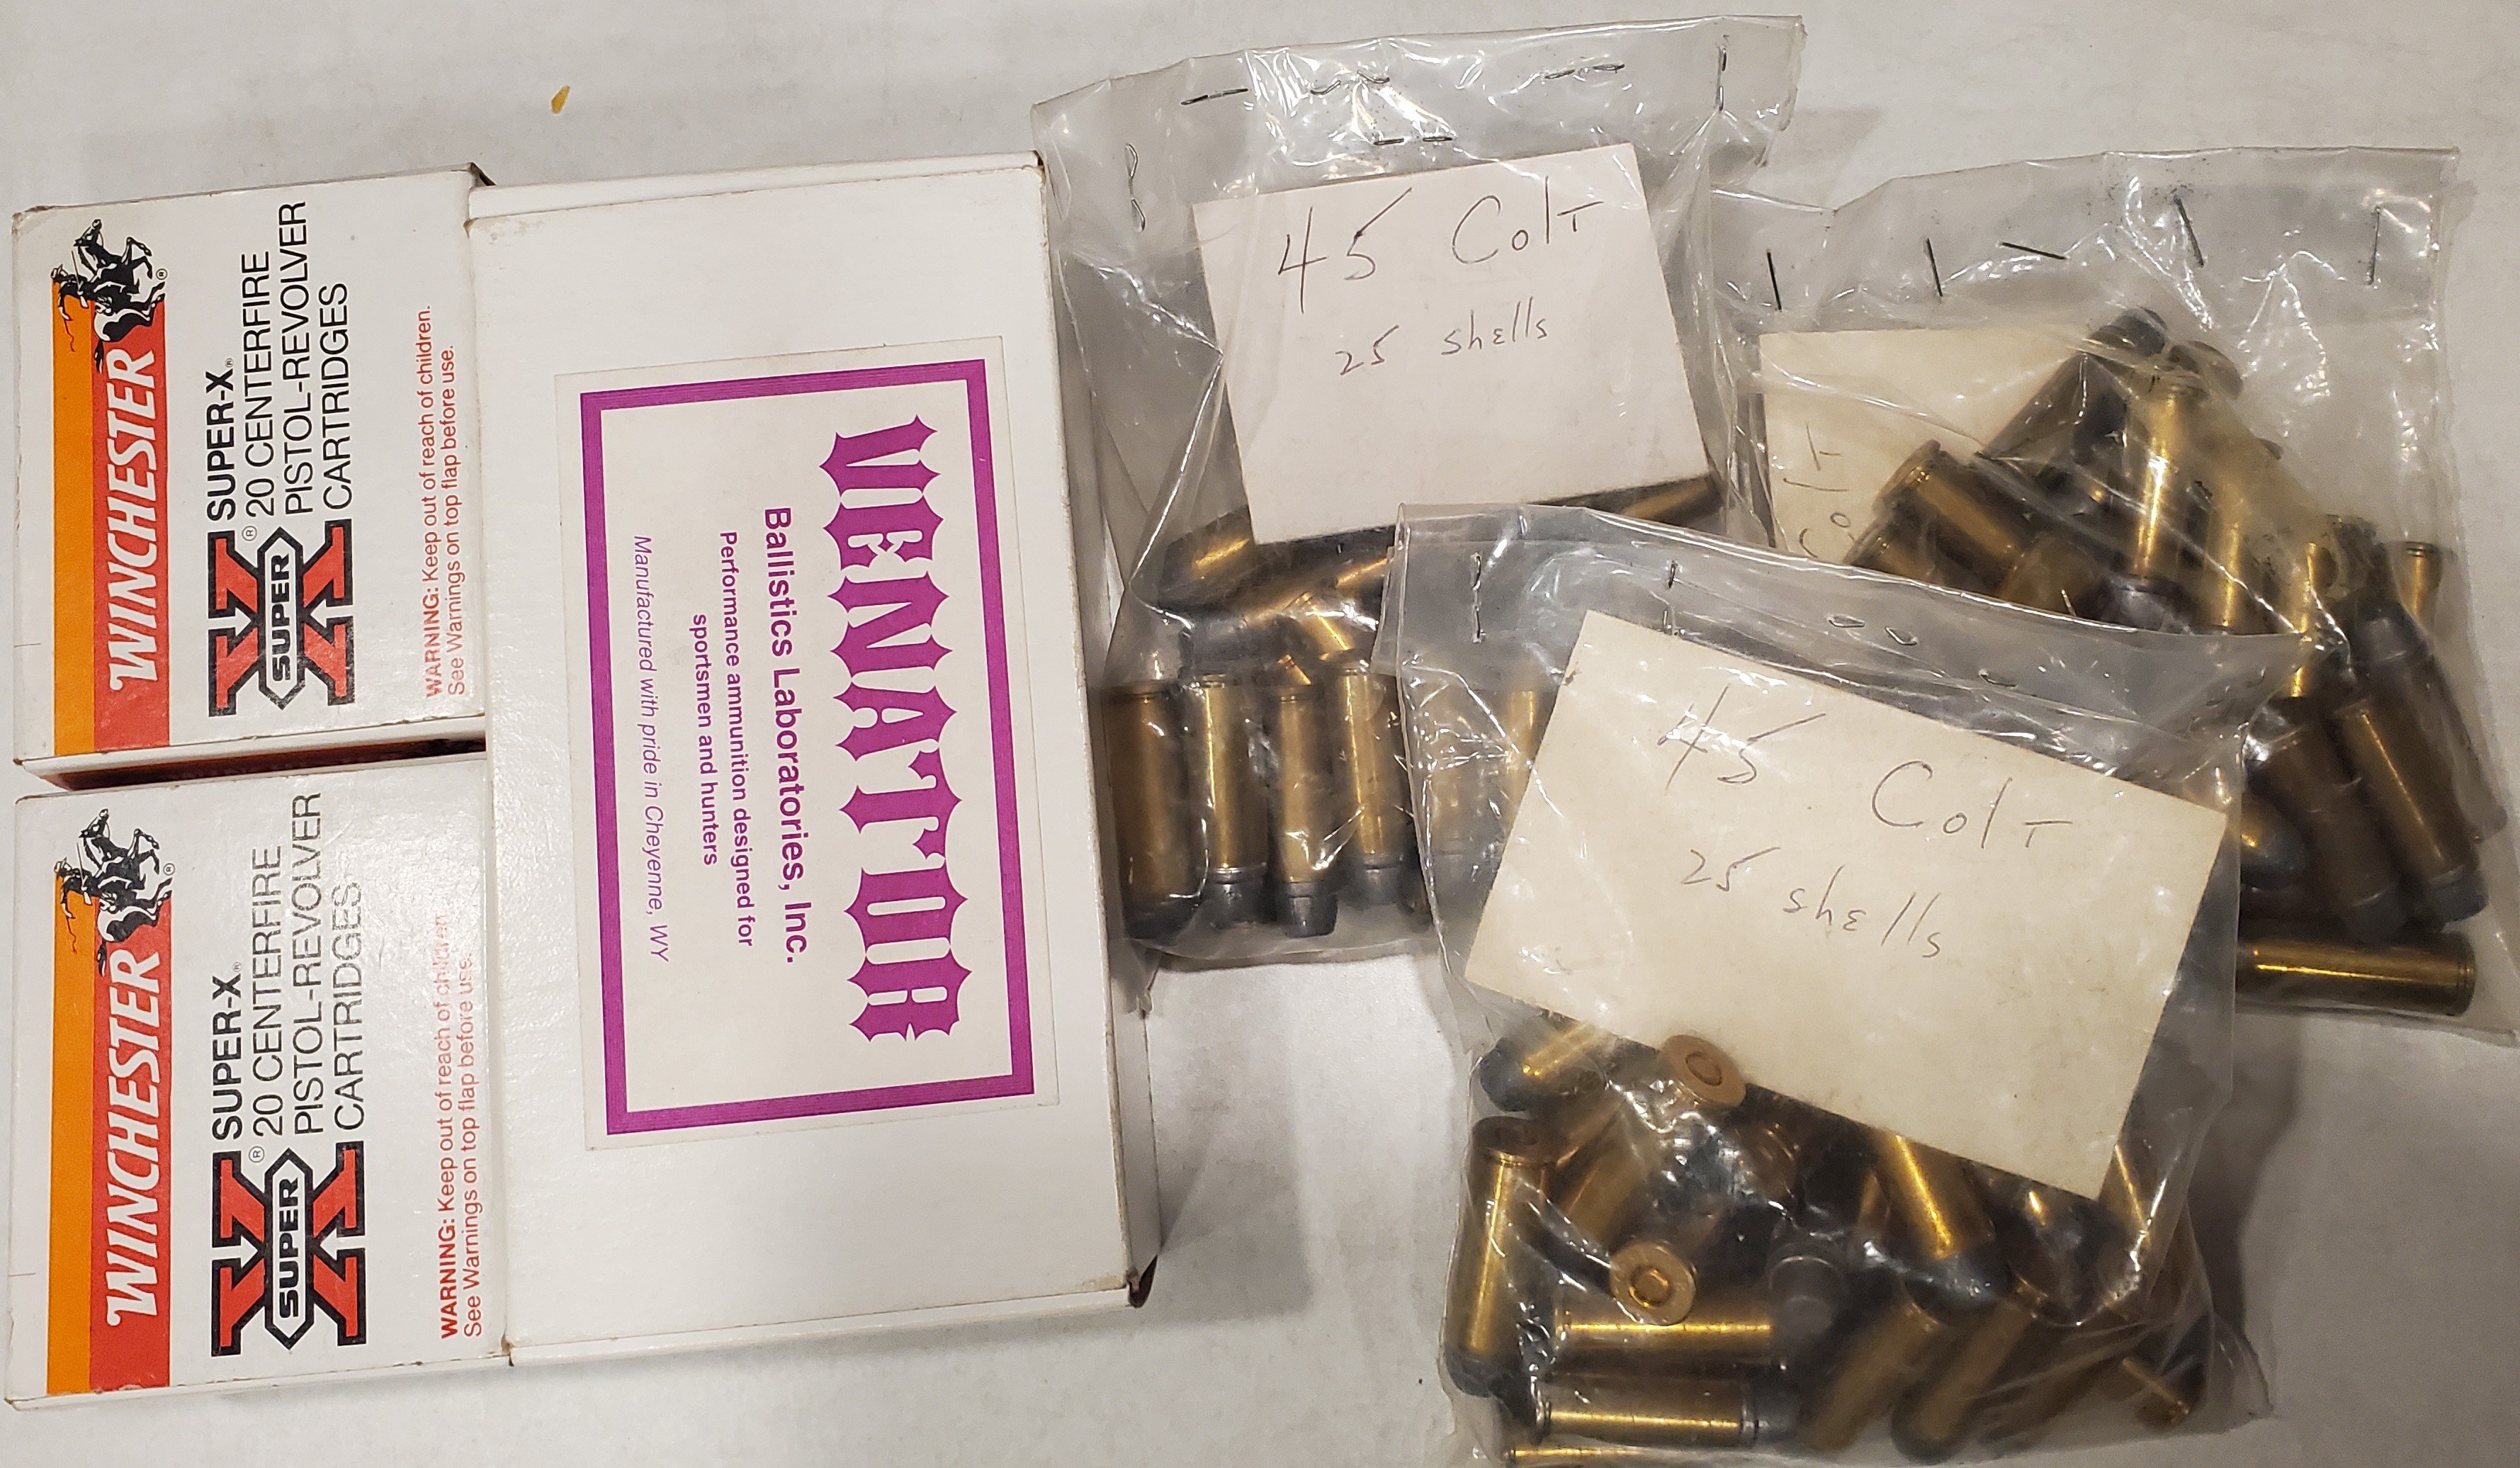 WINCHESTER
®
SUPER-X®
20 CENTERFIRE
PISTOL-REVOLVER
CARTRIDGES
X SUPER X ®
WARNING: Keep out of reach of children.
See Warnings on top flap before use.
WINCHESTER
®
SUPER-X®
20 CENTERFIRE
PISTOL-REVOLVER
CARTRIDGES
X SUPER X ®
WARNING: Keep out of reach of children.
See Warnings on top flap before use.
VENATOR
Ballistics Laboratories, Inc.
Performance ammunition designed for
sportsmen and hunters
Manufactured with pride in Cheyenne, WY
45 Colt
25 shells
45 Colt
25 shells